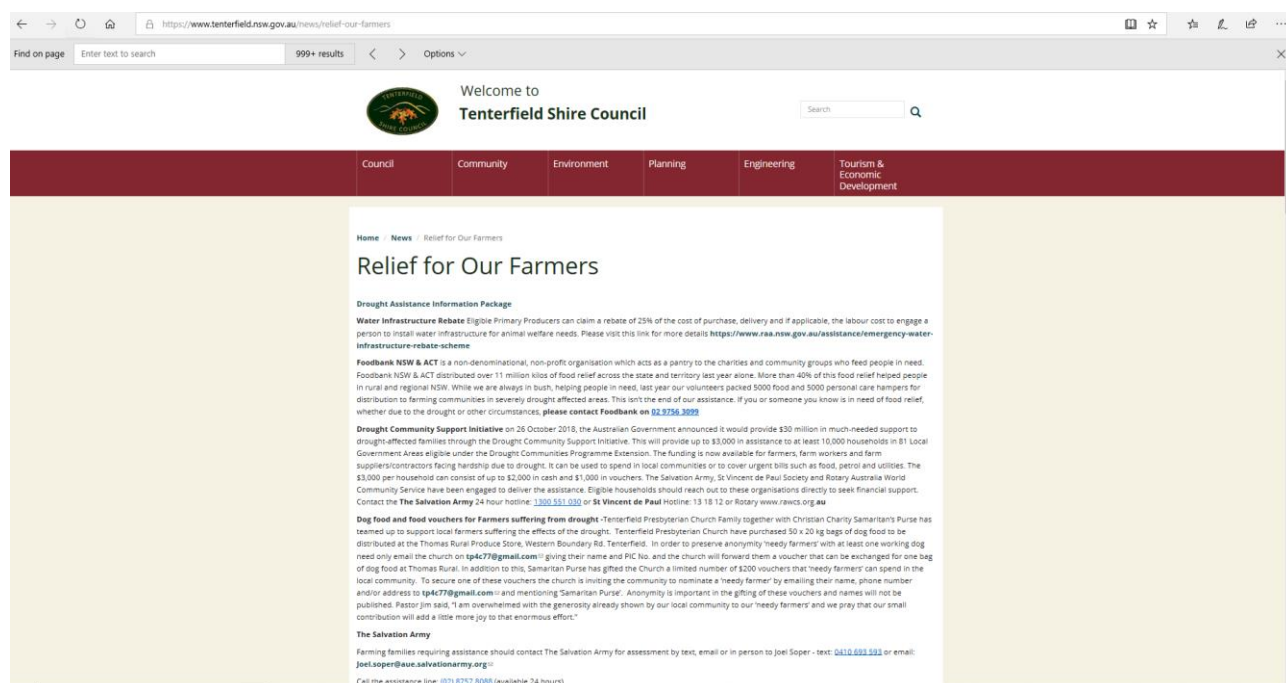 https://www.tenterfield.nsw.gov.au/news/relief-our-farmers
Find on page Enter text to search 999+ results Options
TENTERFIELD
SHIRE COUNCIL
Welcome to
Tenterfield Shire Council
Search
Council Community Environment Planning Engineering Tourism &
Economic
Development
Home / News / Relief for Our Farmers
Relief for Our Farmers
Drought Assistance Information Package
Water Infrastructure Rebate Eligible Primary Producers can claim a rebate of 25% of the cost of purchase, delivery and if applicable, the labour cost to engage a
person to install water infrastructure for animal welfare needs. Please visit this link for more details https://www.raa.nsw.gov.au/assistance/emergency-water-
infrastructure-rebate-scheme
Foodbank NSW & ACT is a non-denominational, non-profit organisation which acts as a pantry to the charities and community groups who feed people in need.
Foodbank NSW & ACT distributed over 11 million kilos of food relief across the state and territory last year alone. More than 40% of this food relief helped people
in rural and regional NSW. While we are always in bush, helping people in need, last year our volunteers packed 5000 food and 5000 personal care hampers for
distribution to farming communities in severely drought affected areas. This isn't the end of our assistance. If you or someone you know is in need of food relief,
whether due to the drought or other circumstances, please contact Foodbank on 02 9756 3099
Drought Community Support Initiative on 26 October 2018, the Australian Government announced it would provide $30 million in much-needed support to
drought-affected families through the Drought Community Support Initiative. This will provide up to $3,000 in assistance to at least 10,000 households in 81 Local
Government Areas eligible under the Drought Communities Programme Extension. The funding is now available for farmers, farm workers and farm
suppliers/contractors facing hardship due to drought. It can be used to spend in local communities or to cover urgent bills such as food, petrol and utilities. The
$3,000 per household can consist of up to $2,000 in cash and $1,000 in vouchers. The Salvation Army, St Vincent de Paul Society and Rotary Australia World
Community Service have been engaged to deliver the assistance. Eligible households should reach out to these organisations directly to seek financial support.
Contact the The Salvation Army 24 hour hotline: 1300 551 030 or St Vincent de Paul Hotline: 13 18 12 or Rotary www.rawcs.org.au
Dog food and food vouchers for Farmers suffering from drought -Tenterfield Presbyterian Church Family together with Christian Charity Samaritan's Purse has
teamed up to support local farmers suffering the effects of the drought. Tenterfield Presbyterian Church have purchased 50 x 20 kg bags of dog food to be
distributed at the Thomas Rural Produce Store, Western Boundary Rd. Tenterfield. In order to preserve anonymity 'needy farmers' with at least one working dog
need only email the church on tp4c77@gmail.com giving their name and PIC No. and the church will forward them a voucher that can be exchanged for one bag
of dog food at Thomas Rural. In addition to this, Samaritan Purse has gifted the Church a limited number of $200 vouchers that 'needy farmers' can spend in the
local community. To secure one of these vouchers the church is inviting the community to nominate a 'needy farmer' by emailing their name, phone number
and/or address to tp4c77@gmail.com and mentioning 'Samaritan Purse'. Anonymity is important in the gifting of these vouchers and names will not be
published. Pastor Jim said, "I am overwhelmed with the generosity already shown by our local community to our 'needy farmers' and we pray that our small
contribution will add a little more joy to that enormous effort."
The Salvation Army
Farming families requiring assistance should contact The Salvation Army for assessment by text, email or in person to Joel Soper - text: 0410 693 593 or email:
Joel.soper@aue.salvationarmy.org
Call the assistance line: (02) 8757 8088 (available 24 hours)